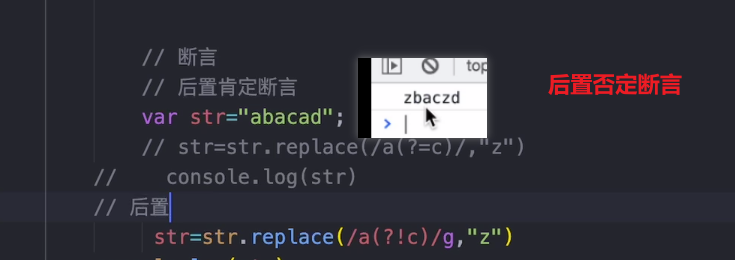 // 断言
// 后置肯定断言
var str="abacad";
// str=str.replace(/a(?=c)/,"z")
// console.log(str)
// 后置
str=str.replace(/a(?!c)/g,"z")
top
zbaczd
>
后置否定断言